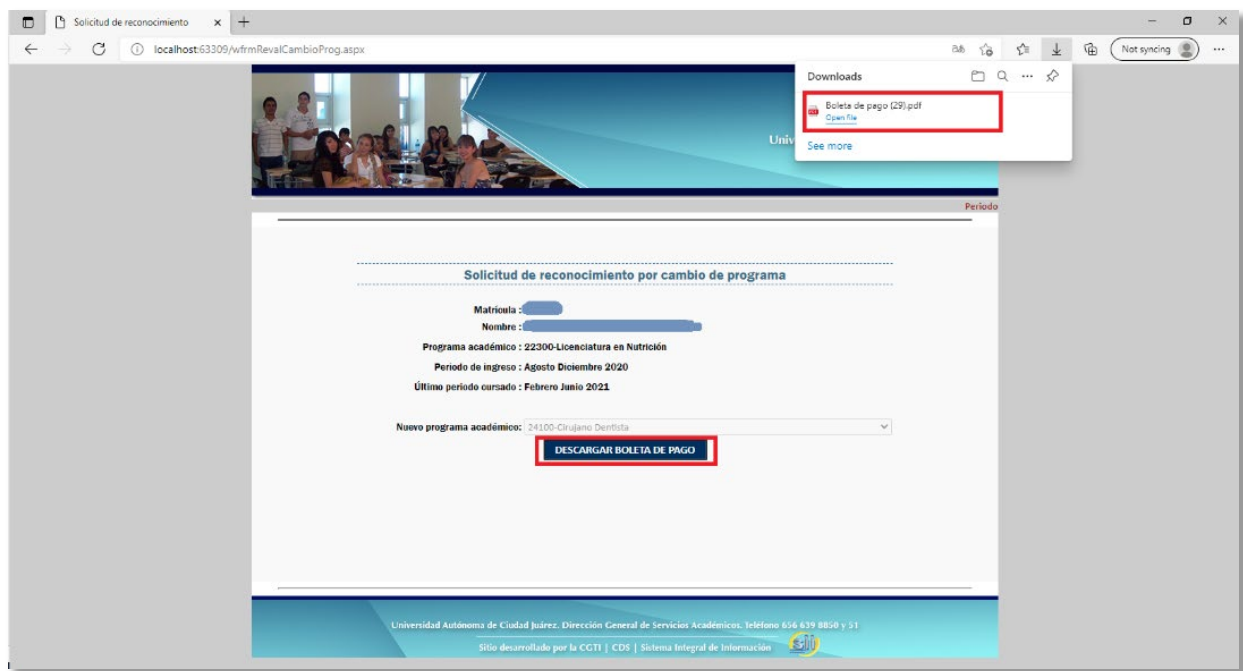 Solicitud de reconocimiento
localhost:63309/wfrmRevalCambioProg.aspx
Not syncing
Downloads
Boleta de pago (29).pdf
Open file
See more
Univ
Periodo
Solicitud de reconocimiento por cambio de programa
Matrícula :
Nombre :
Programa académico : 22300-Licenciatura en Nutrición
Periodo de ingreso : Agosto Diciembre 2020
Último periodo cursado : Febrero Junio 2021
Nuevo programa académico: 24100-Cirujano Dentista
DESCARGAR BOLETA DE PAGO
Universidad Autónoma de Ciudad Juárez. Dirección General de Servicios Académicos. Teléfono 656 639 8850 y 51
Sitio desarrollado por la CGTI | CDS | Sistema Integral de Información
sii